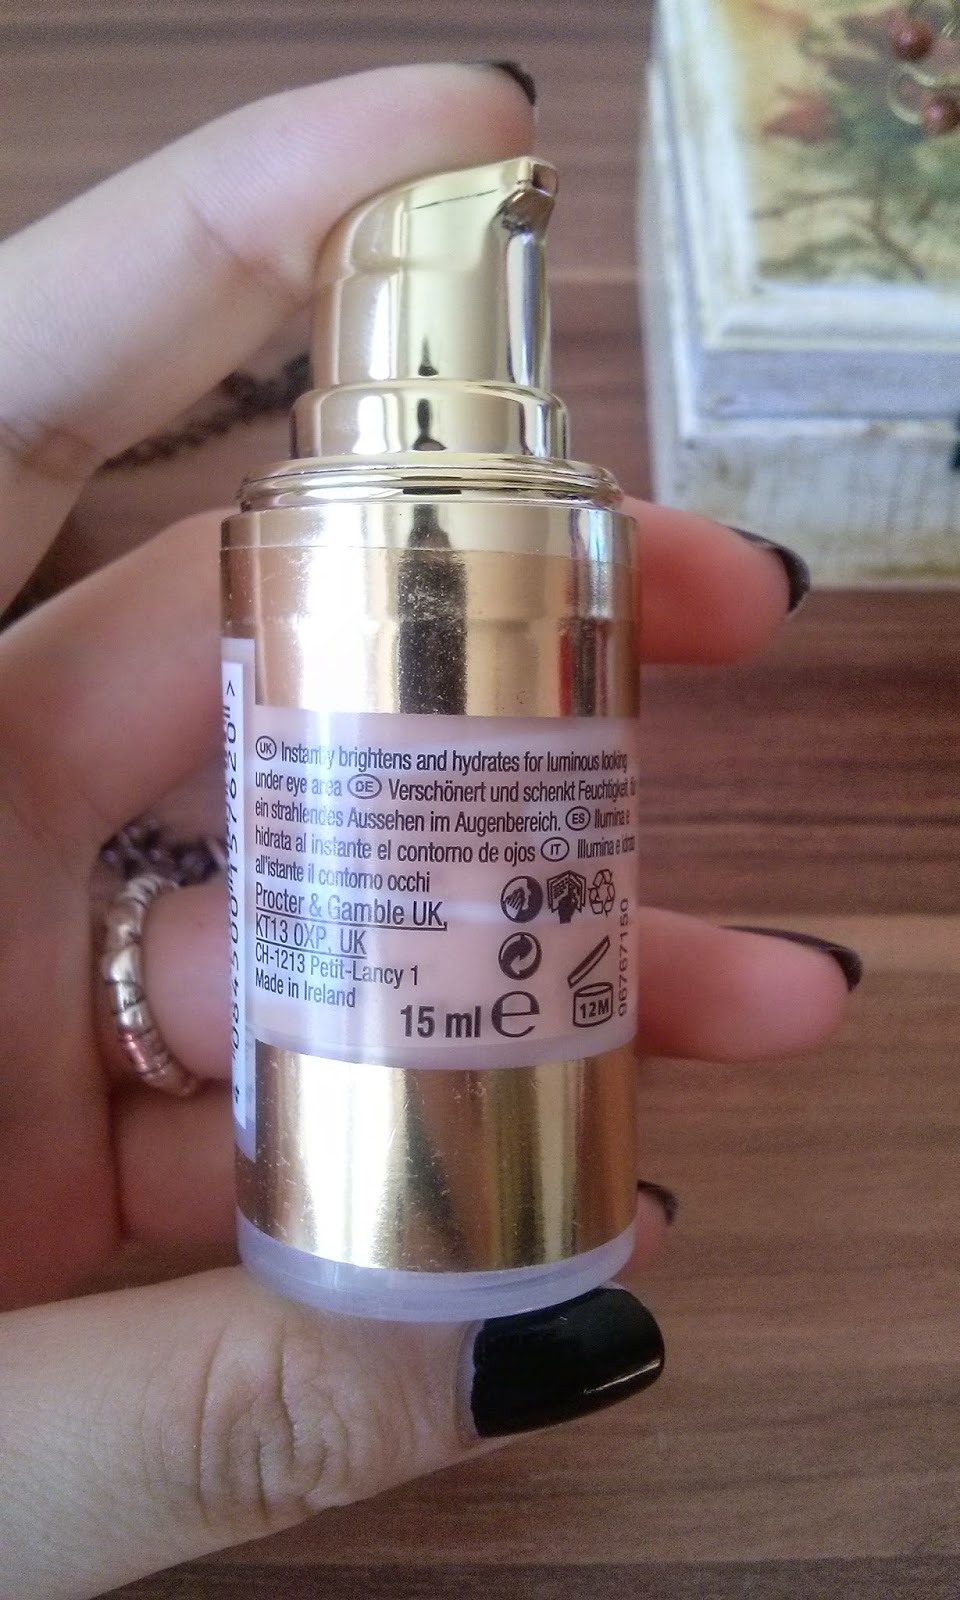 UK Instantly brightens and hydrates for luminous looking
under eye area DE Verschönert und schenkt Feuchtigkeit für
ein strahlendes Aussehen im Augenbereich. ES Ilumina e
hidrata al instante el contorno de ojos IT Illumina e idrata
all'istante il contorno occhi
Procter & Gamble UK,
KT13 0XP, UK
CH-1213 Petit-Lancy 1
Made in Ireland
15 ml e
12M
96767150